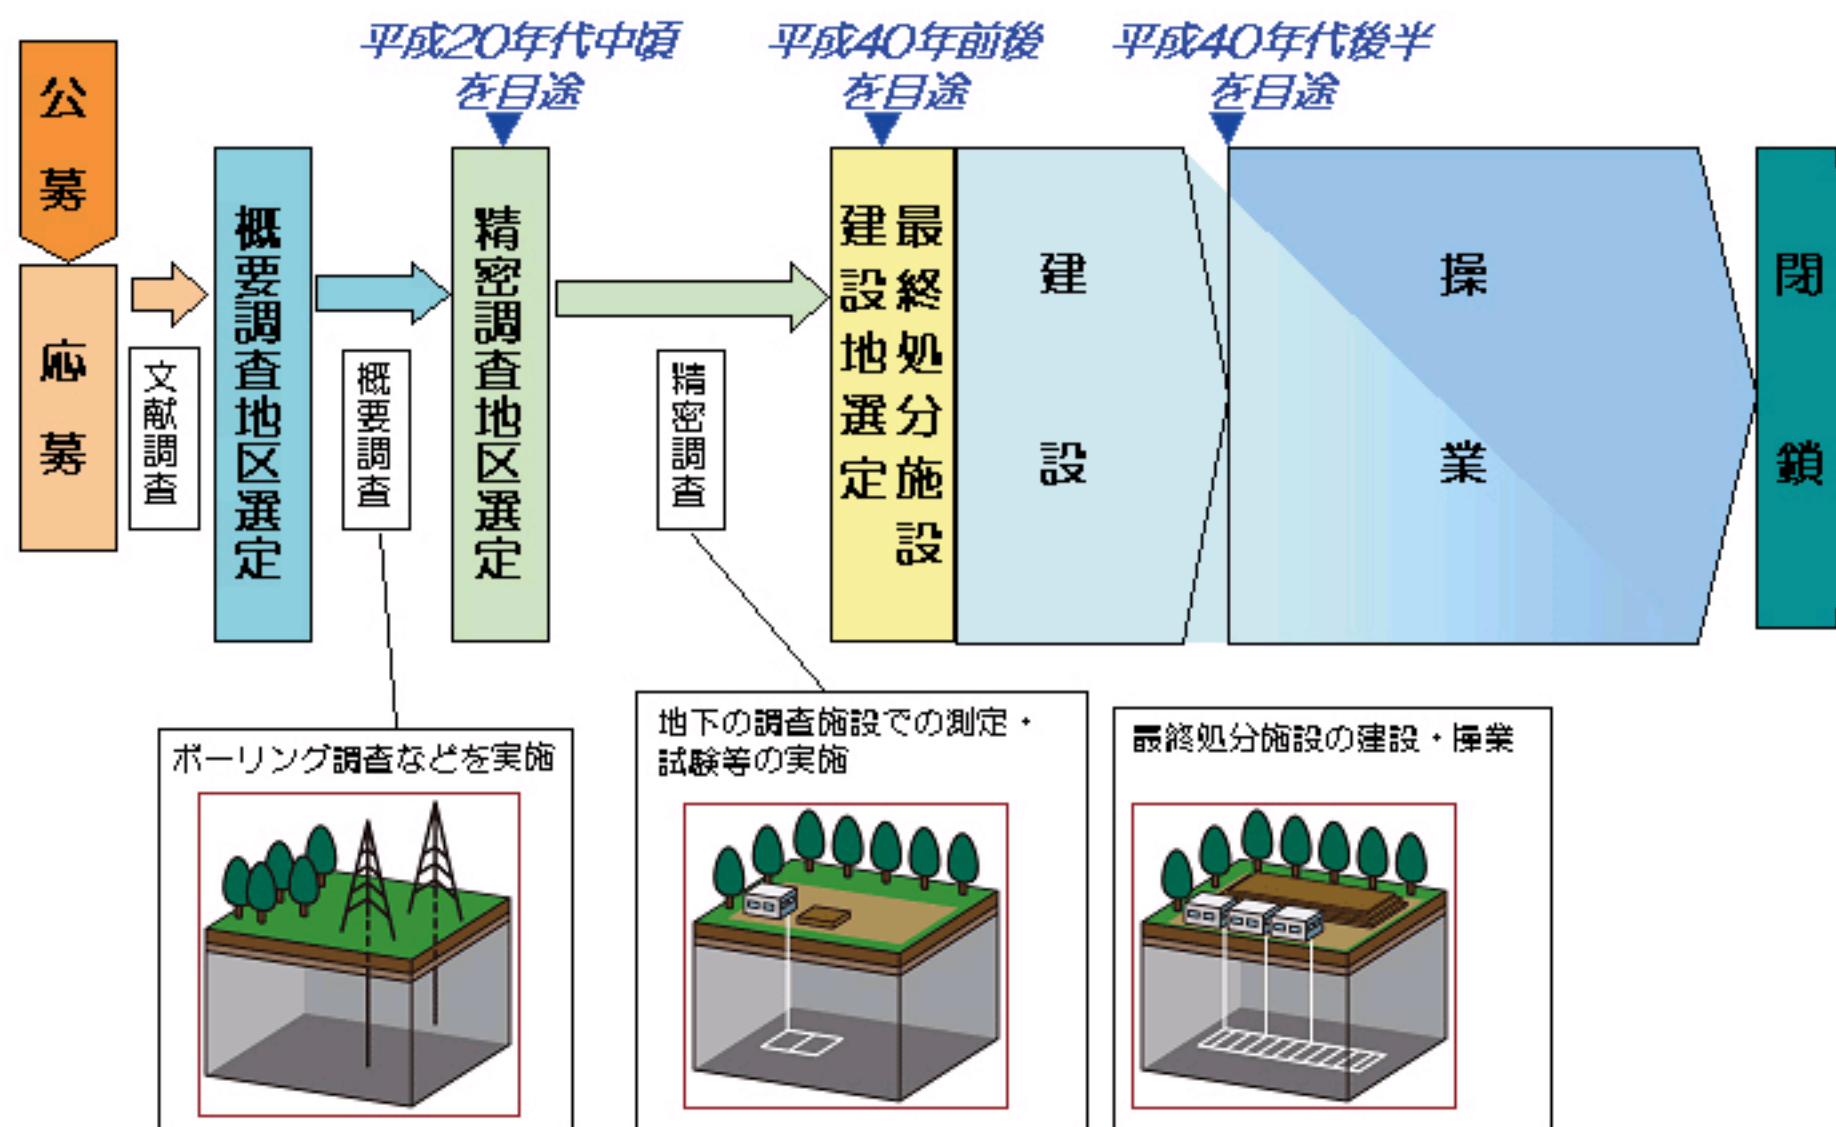 平成20年代中頃
を目途
平成40年前後
を目途
平成40年代後半
を目途
公募
応募
文献調査
概要調査地区選定
概要調査
精密調査地区選定
精密調査
最終処分施設
建設地選定
建設
操業
閉鎖
ボーリング調査などを実施
地下の調査施設での測定・
試験等の実施
最終処分施設の建設・操業